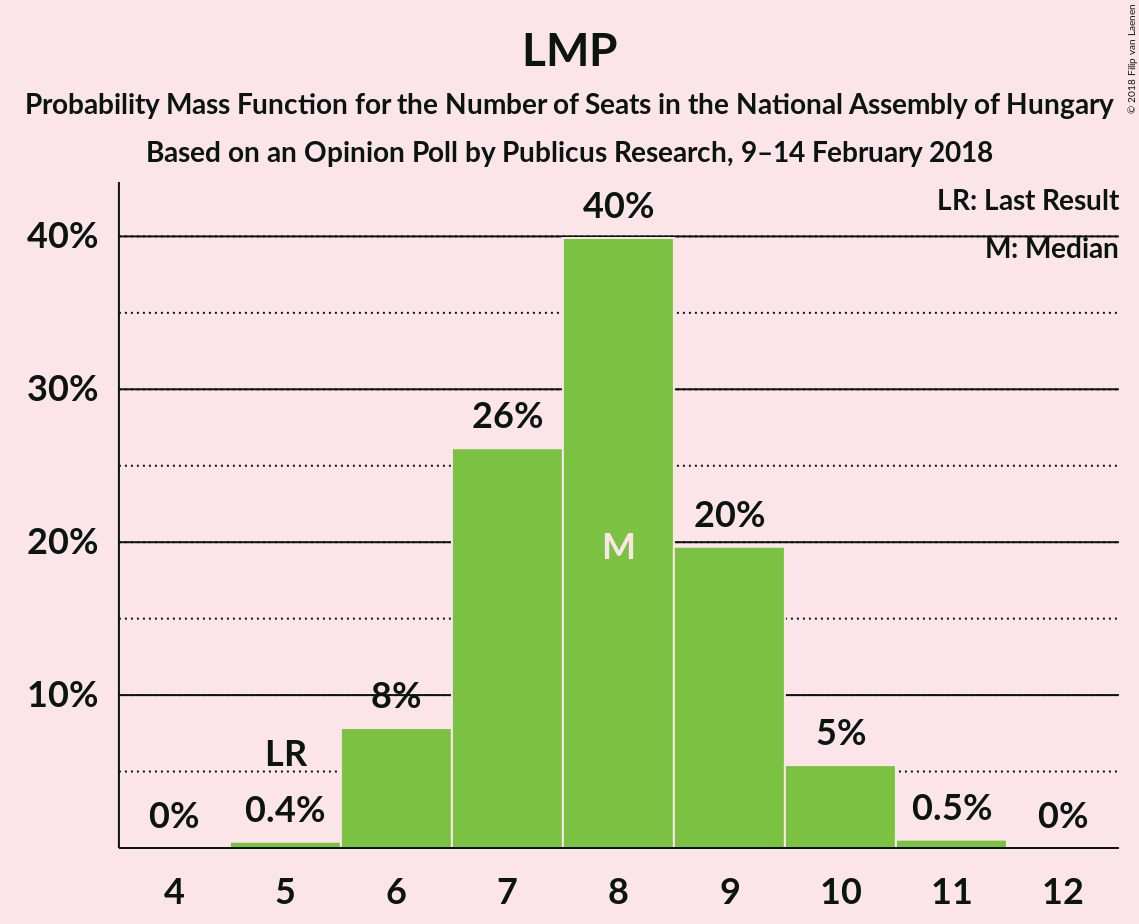 LMP
Probability Mass Function for the Number of Seats in the National Assembly of Hungary
Based on an Opinion Poll by Publicus Research, 9–14 February 2018
© 2018 Filip van Laenen
LR: Last Result
M: Median
40%
30%
20%
10%
0%
LR
0.4%
8%
26%
40%
M
20%
5%
0.5%
0%
4 5 6 7 8 9 10 11 12